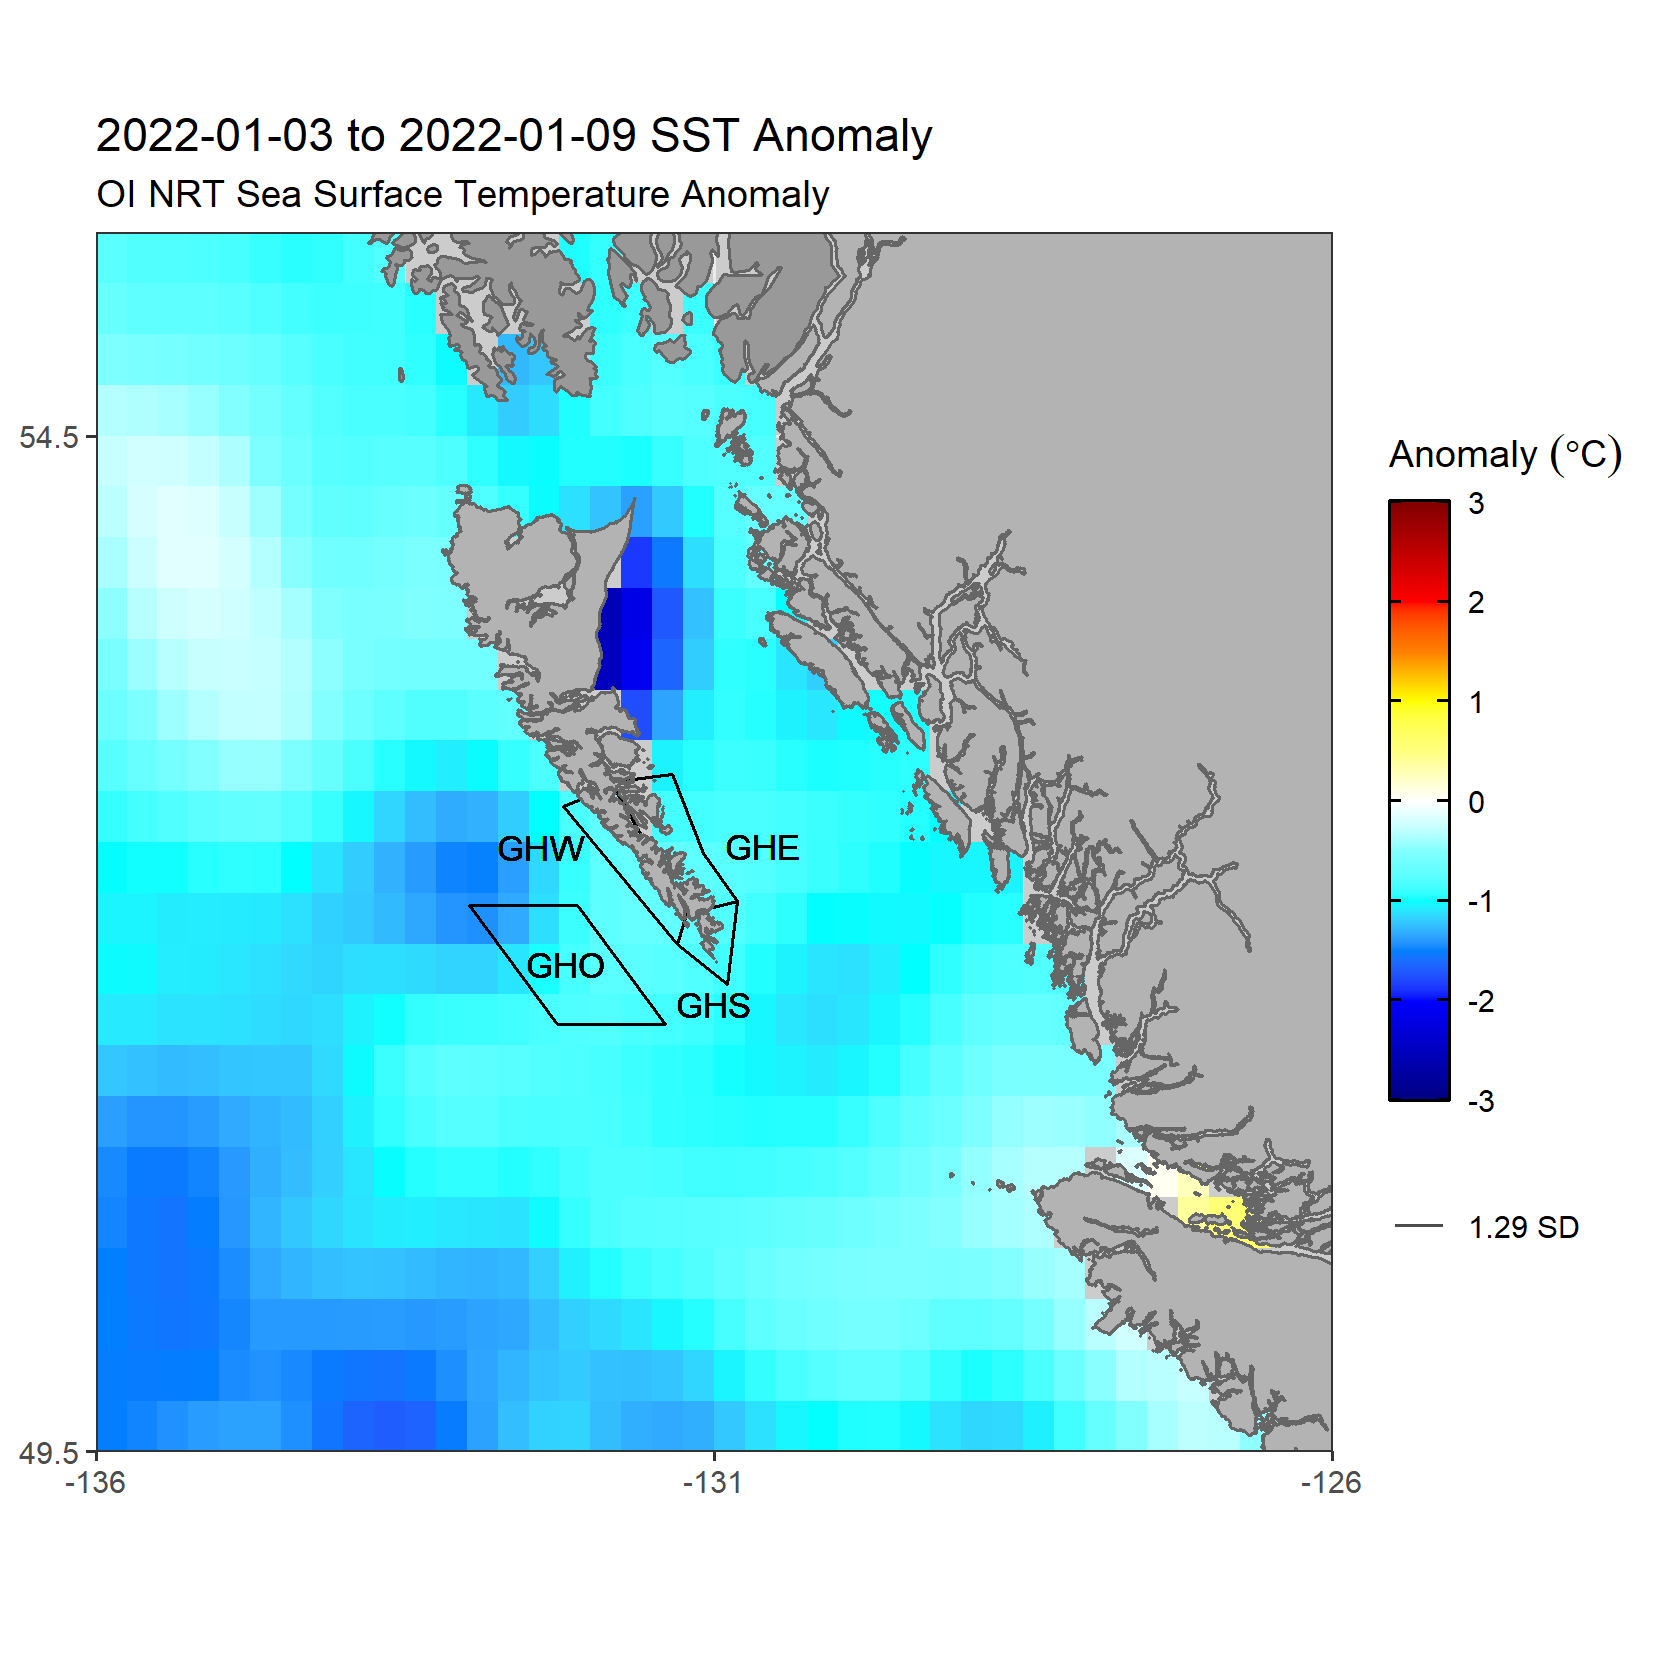 2022-01-03 to 2022-01-09 SST Anomaly
OI NRT Sea Surface Temperature Anomaly
54.5
49.5
-136
-131
-126
GHW
GHE
GHO
GHS
Anomaly (°C)
3
2
1
0
-1
-2
-3
1.29 SD